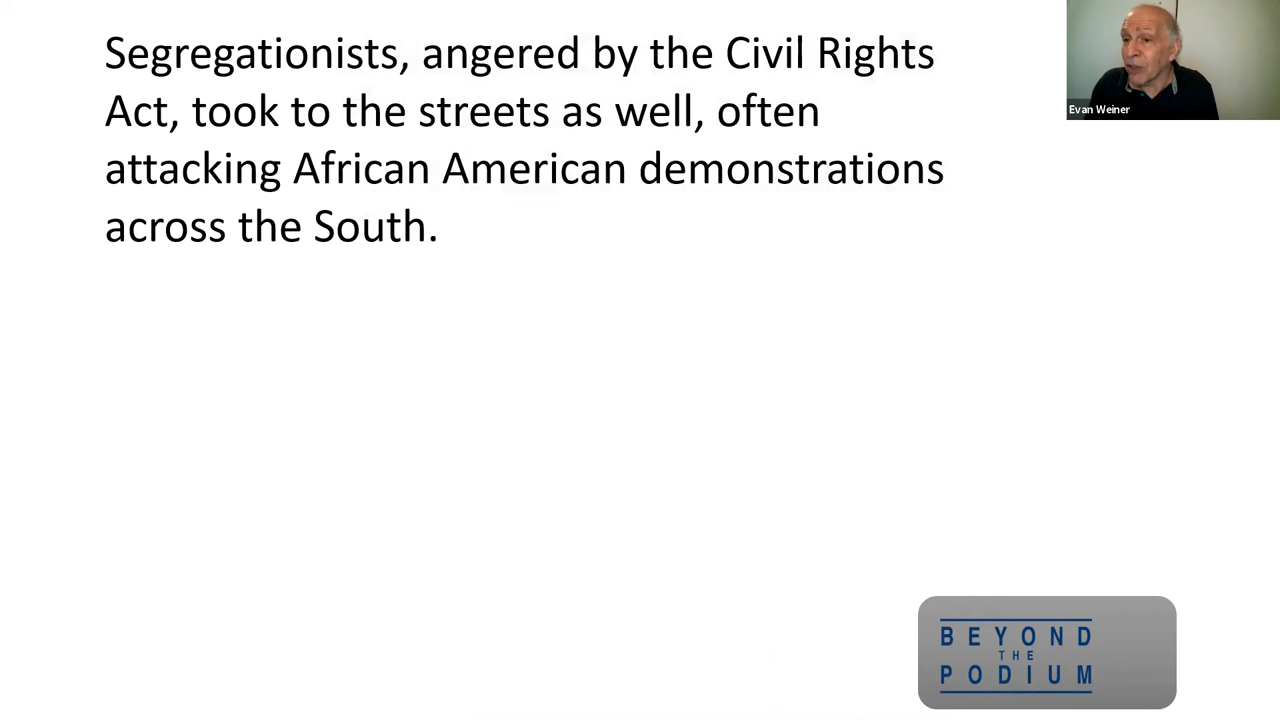 Segregationists, angered by the Civil Rights
Act, took to the streets as well, often
attacking African American demonstrations
across the South.
Evan Weiner
BEYOND
THE
PODIUM